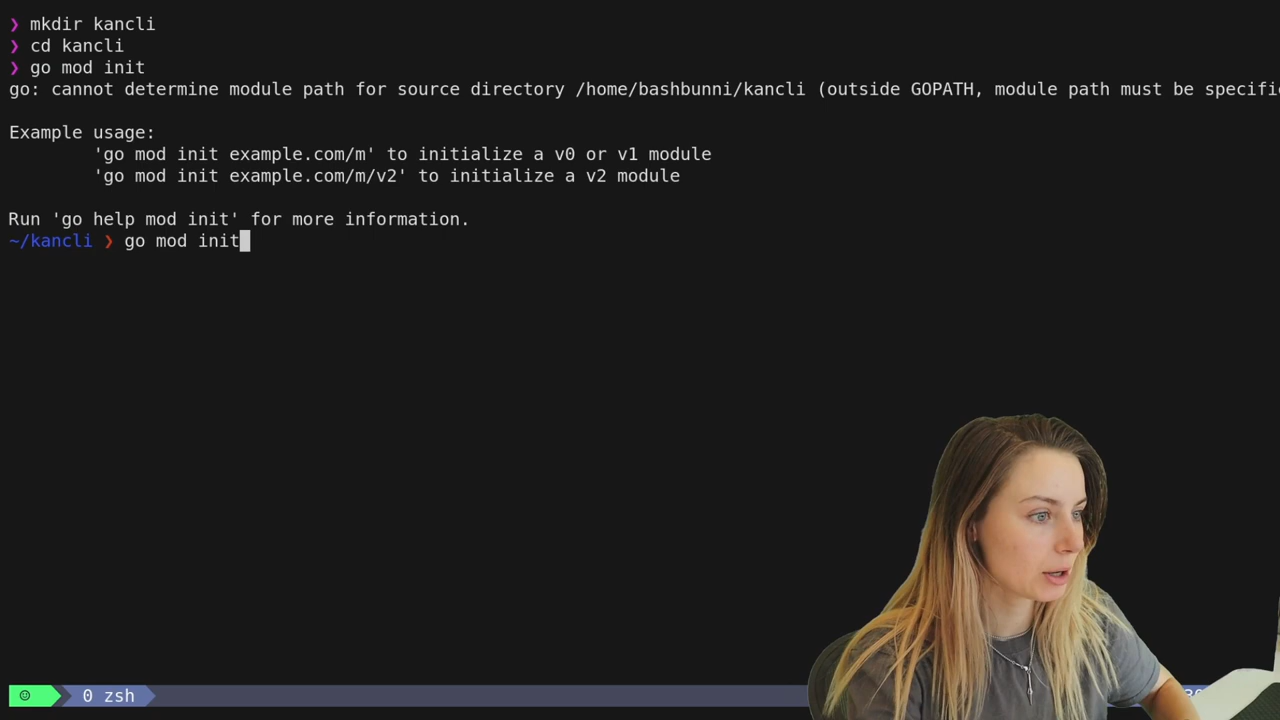 ❯ mkdir kancli
❯ cd kancli
❯ go mod init
go: cannot determine module path for source directory /home/bashbunni/kancli (outside GOPATH, module path must be
Example usage:
'go mod init example.com/m' to initialize a v0 or v1 module
'go mod init example.com/m/v2' to initialize a v2 module
Run 'go help mod init' for more information.
~/kancli ❯ go mod init
0 zsh